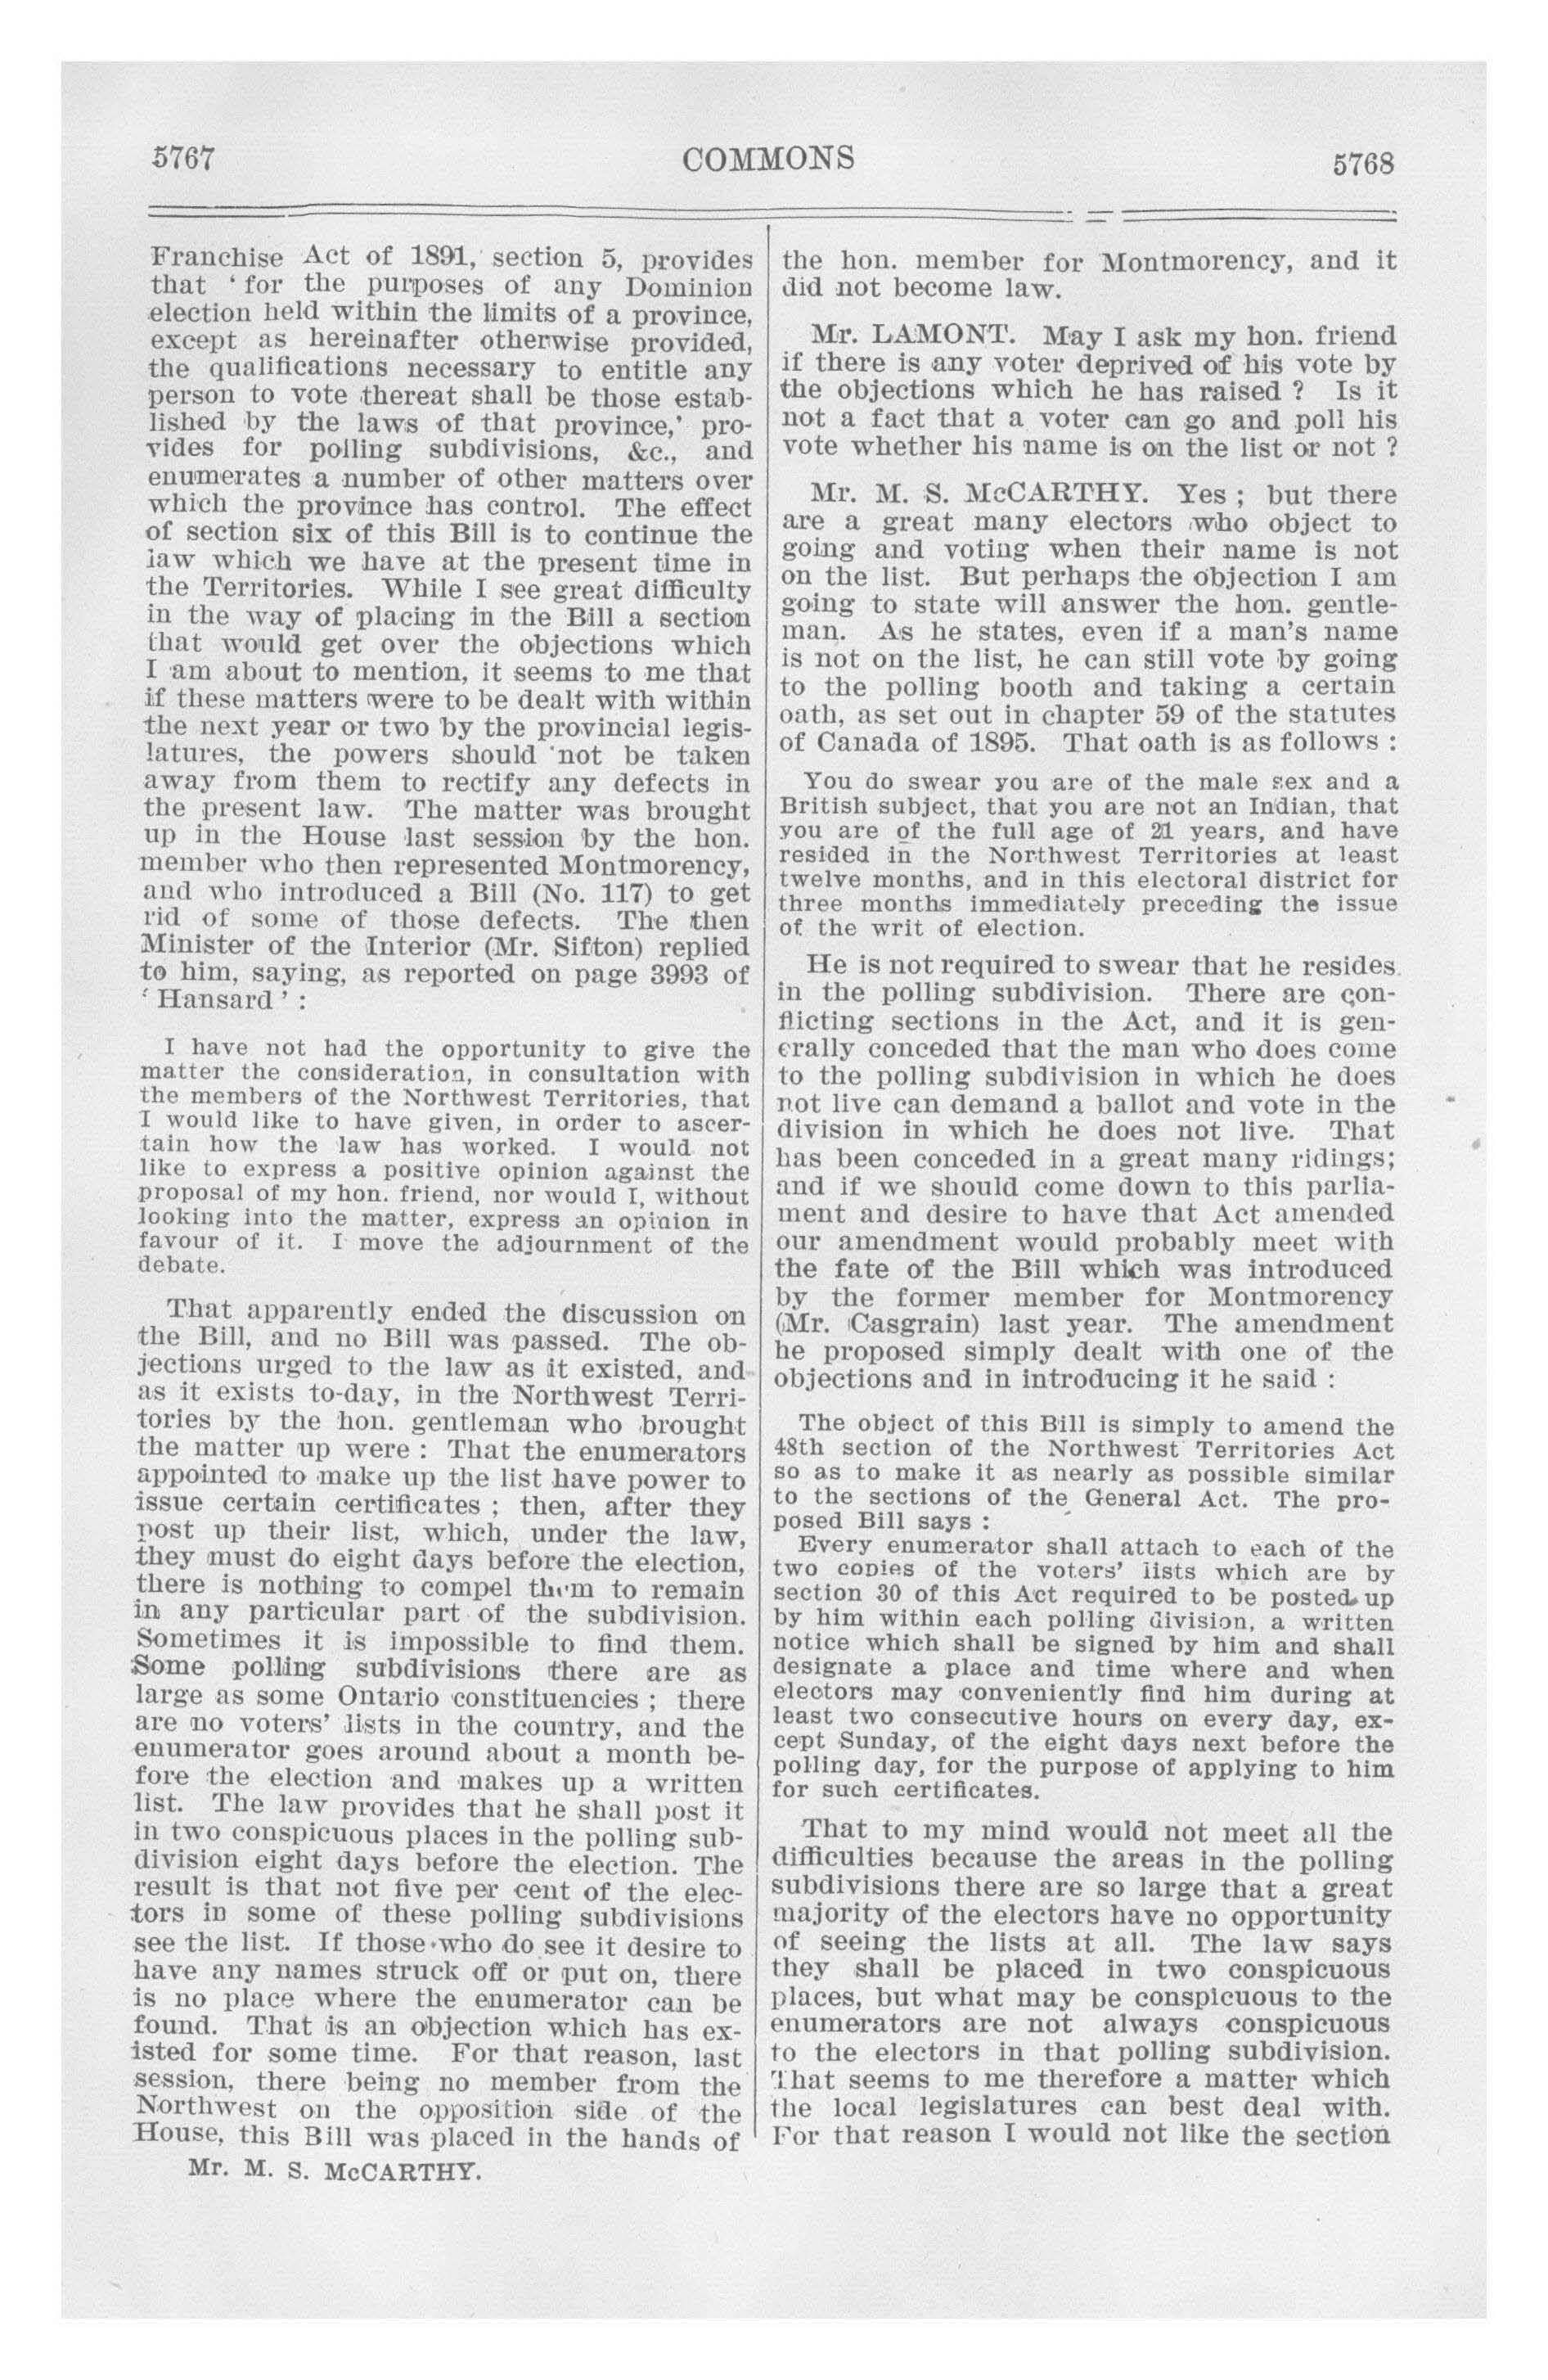 5767
COMMONS
5768
Franchise Act of 1891, section 5, provides
that ‘ for the purposes of any Dominion
election held within the limits of a province,
except as hereinafter otherwise provided,
the qualifications necessary to entitle any
person to vote thereat shall be those estab-
lished by the laws of that province,’ pro-
vides for polling subdivisions, &c., and
enumerates a number of other matters over
which the province has control. The effect
of section six of this Bill is to continue the
law which we have at the present time in
the Territories. While I see great difficulty
in the way of placing in the Bill a section
that would get over the objections which
I am about to mention, it seems to me that
if these matters were to be dealt with within
the next year or two by the provincial legis-
latures, the powers should not be taken
away from them to rectify any defects in
the present law. The matter was brought
up in the House last session by the hon.
member who then represented Montmorency,
and who introduced a Bill (No. 117) to get
rid of some of those defects. The then
Minister of the Interior (Mr. Sifton) replied
to him, saying, as reported on page 3993 of
‘ Hansard ’ :
I have not had the opportunity to give the
matter the consideration, in consultation with
the members of the Northwest Territories, that
I would like to have given, in order to ascer-
tain how the law has worked. I would not
like to express a positive opinion against the
proposal of my hon. friend, nor would I, without
looking into the matter, express an opinion in
favour of it. I move the adjournment of the
debate.
That apparently ended the discussion on
the Bill, and no Bill was passed. The ob-
jections urged to the law as it existed, and
as it exists to-day, in the Northwest Terri-
tories by the hon. gentleman who brought
the matter up were : That the enumerators
appointed to make up the list have power to
issue certain certificates ; then, after they
post up their list, which, under the law,
they must do eight days before the election,
there is nothing to compel them to remain
in any particular part of the subdivision.
Sometimes it is impossible to find them.
Some polling subdivisions there are as
large as some Ontario constituencies ; there
are no voters’ lists in the country, and the
enumerator goes around about a month be-
fore the election and makes up a written
list. The law provides that he shall post it
in two conspicuous places in the polling sub-
division eight days before the election. The
result is that not five per cent of the elec-
tors in some of these polling subdivisions
see the list. If those who do see it desire to
have any names struck off or put on, there
is no place where the enumerator can be
found. That is an objection which has ex-
isted for some time. For that reason, last
session, there being no member from the
Northwest on the opposition side of the
House, this Bill was placed in the hands of
Mr. M. S. McCARTHY.
the hon. member for Montmorency, and it
did not become law.
Mr. LAMONT. May I ask my hon. friend
if there is any voter deprived of his vote by
the objections which he has raised ? Is it
not a fact that a voter can go and poll his
vote whether his name is on the list or not ?
Mr. M. S. McCARTHY. Yes ; but there
are a great many electors who object to
going and voting when their name is not
on the list. But perhaps the objection I am
going to state will answer the hon. gentle-
man. As he states, even if a man’s name
is not on the list, he can still vote by going
to the polling booth and taking a certain
oath, as set out in chapter 59 of the statutes
of Canada of 1895. That oath is as follows :
You do swear you are of the male sex and a
British subject, that you are not an Indian, that
you are of the full age of 21 years, and have
resided in the Northwest Territories at least
twelve months, and in this electoral district for
three months immediately preceding the issue
of the writ of election.
He is not required to swear that he resides
in the polling subdivision. There are con-
flicting sections in the Act, and it is gen-
erally conceded that the man who does come
to the polling subdivision in which he does
not live can demand a ballot and vote in the
division in which he does not live. That
has been conceded in a great many ridings;
and if we should come down to this parlia-
ment and desire to have that Act amended
our amendment would probably meet with
the fate of the Bill which was introduced
by the former member for Montmorency
(Mr. Casgrain) last year. The amendment
he proposed simply dealt with one of the
objections and in introducing it he said :
The object of this Bill is simply to amend the
48th section of the Northwest Territories Act
so as to make it as nearly as possible similar
to the sections of the General Act. The pro-
posed Bill says :
Every enumerator shall attach to each of the
two copies of the voters’ lists which are by
section 30 of this Act required to be posted up
by him within each polling division, a written
notice which shall be signed by him and shall
designate a place and time where and when
electors may conveniently find him during at
least two consecutive hours on every day, ex-
cept Sunday, of the eight days next before the
polling day, for the purpose of applying to him
for such certificates.
That to my mind would not meet all the
difficulties because the areas in the polling
subdivisions there are so large that a great
majority of the electors have no opportunity
of seeing the lists at all. The law says
they shall be placed in two conspicuous
places, but what may be conspicuous to the
enumerators are not always conspicuous
to the electors in that polling subdivision.
That seems to me therefore a matter which
the local legislatures can best deal with.
For that reason I would not like the section